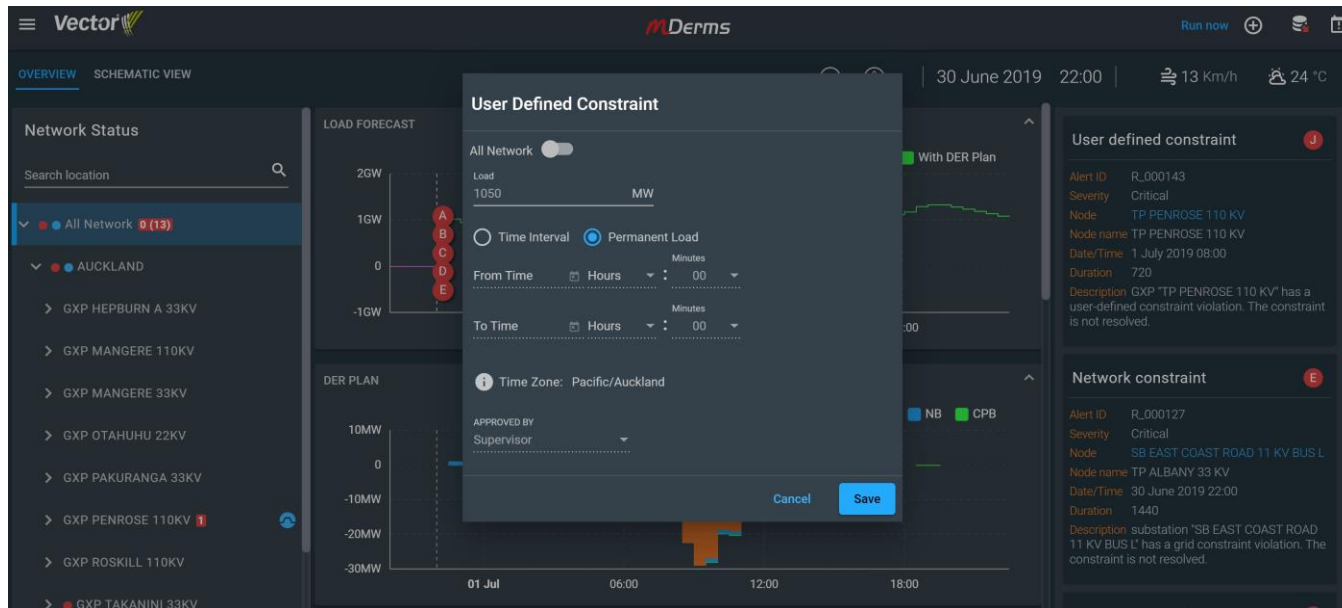 Vector
mDerms
Run now
OVERVIEW SCHEMATIC VIEW
30 June 2019 22:00 13 Km/h 24 °C
Network Status
Search location
All Network 0 (13)
AUCKLAND
GXP HEPBURN A 33KV
GXP MANGERE 110KV
GXP MANGERE 33KV
GXP OTAHUHU 22KV
GXP PAKURANGA 33KV
GXP PENROSE 110KV 1
GXP ROSKILL 110KV
GXP TAKANINI 33KV
LOAD FORECAST
With DER Plan
2GW
1GW
0
-1GW
A
B
C
D
E
:00
DER PLAN
NB CPB
10MW
0
-10MW
-20MW
-30MW
01 Jul 06:00 12:00 18:00
User Defined Constraint
All Network
Load
1050 MW
Time Interval Permanent Load
Minutes
From Time Hours : 00
Minutes
To Time Hours : 00
i Time Zone: Pacific/Auckland
APPROVED BY
Supervisor
Cancel Save
User defined constraint J
Alert ID R_000143
Severity Critical
Node TP PENROSE 110 KV
Node name TP PENROSE 110 KV
Date/Time 1 July 2019 08:00
Duration 720
Description GXP "TP PENROSE 110 KV" has a
user-defined constraint violation. The constraint
is not resolved.
Network constraint E
Alert ID R_000127
Severity Critical
Node SB EAST COAST ROAD 11 KV BUS L
Node name TP ALBANY 33 KV
Date/Time 30 June 2019 22:00
Duration 1440
Description substation "SB EAST COAST ROAD
11 KV BUS L" has a grid constraint violation. The
constraint is not resolved.